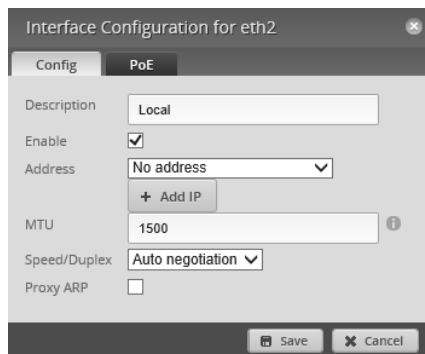 Interface Configuration for eth2
Config PoE
Description Local
Enable
Address No address
+ Add IP
MTU 1500
Speed/Duplex Auto negotiation
Proxy ARP
Save Cancel